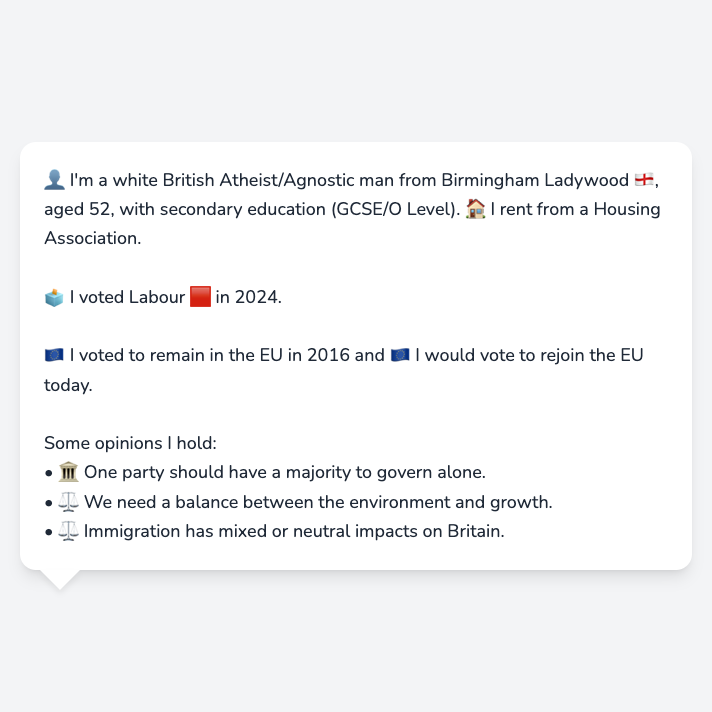 👤 I'm a white British Atheist/Agnostic man from Birmingham Ladywood 🏴󠁧󠁢󠁥󠁮󠁧󠁿,
aged 52, with secondary education (GCSE/O Level). 🏠 I rent from a Housing
Association.
🗳️ I voted Labour 🟥 in 2024.
🇪🇺 I voted to remain in the EU in 2016 and 🇪🇺 I would vote to rejoin the EU
today.
Some opinions I hold:
• 🏛️ One party should have a majority to govern alone.
• ⚖️ We need a balance between the environment and growth.
• ⚖️ Immigration has mixed or neutral impacts on Britain.